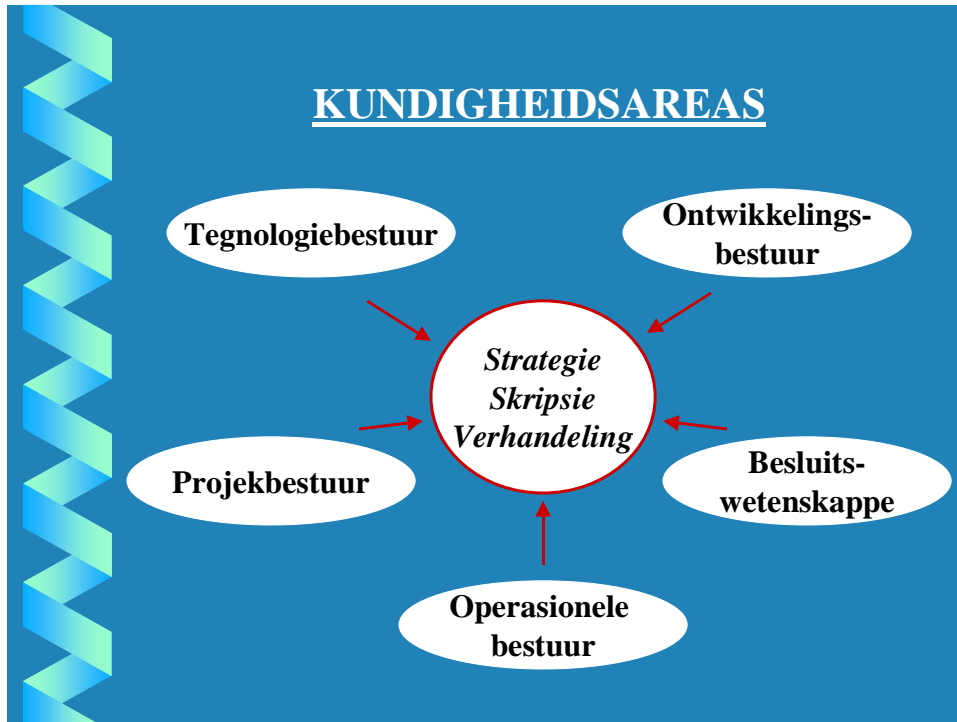 KUNDIGHEIDSAREAS
Tegnologiebestuur
Ontwikkelings-
bestuur
Strategie
Skripsie
Verhandeling
Projekbestuur
Besluits-
wetenskappe
Operasionele
bestuur